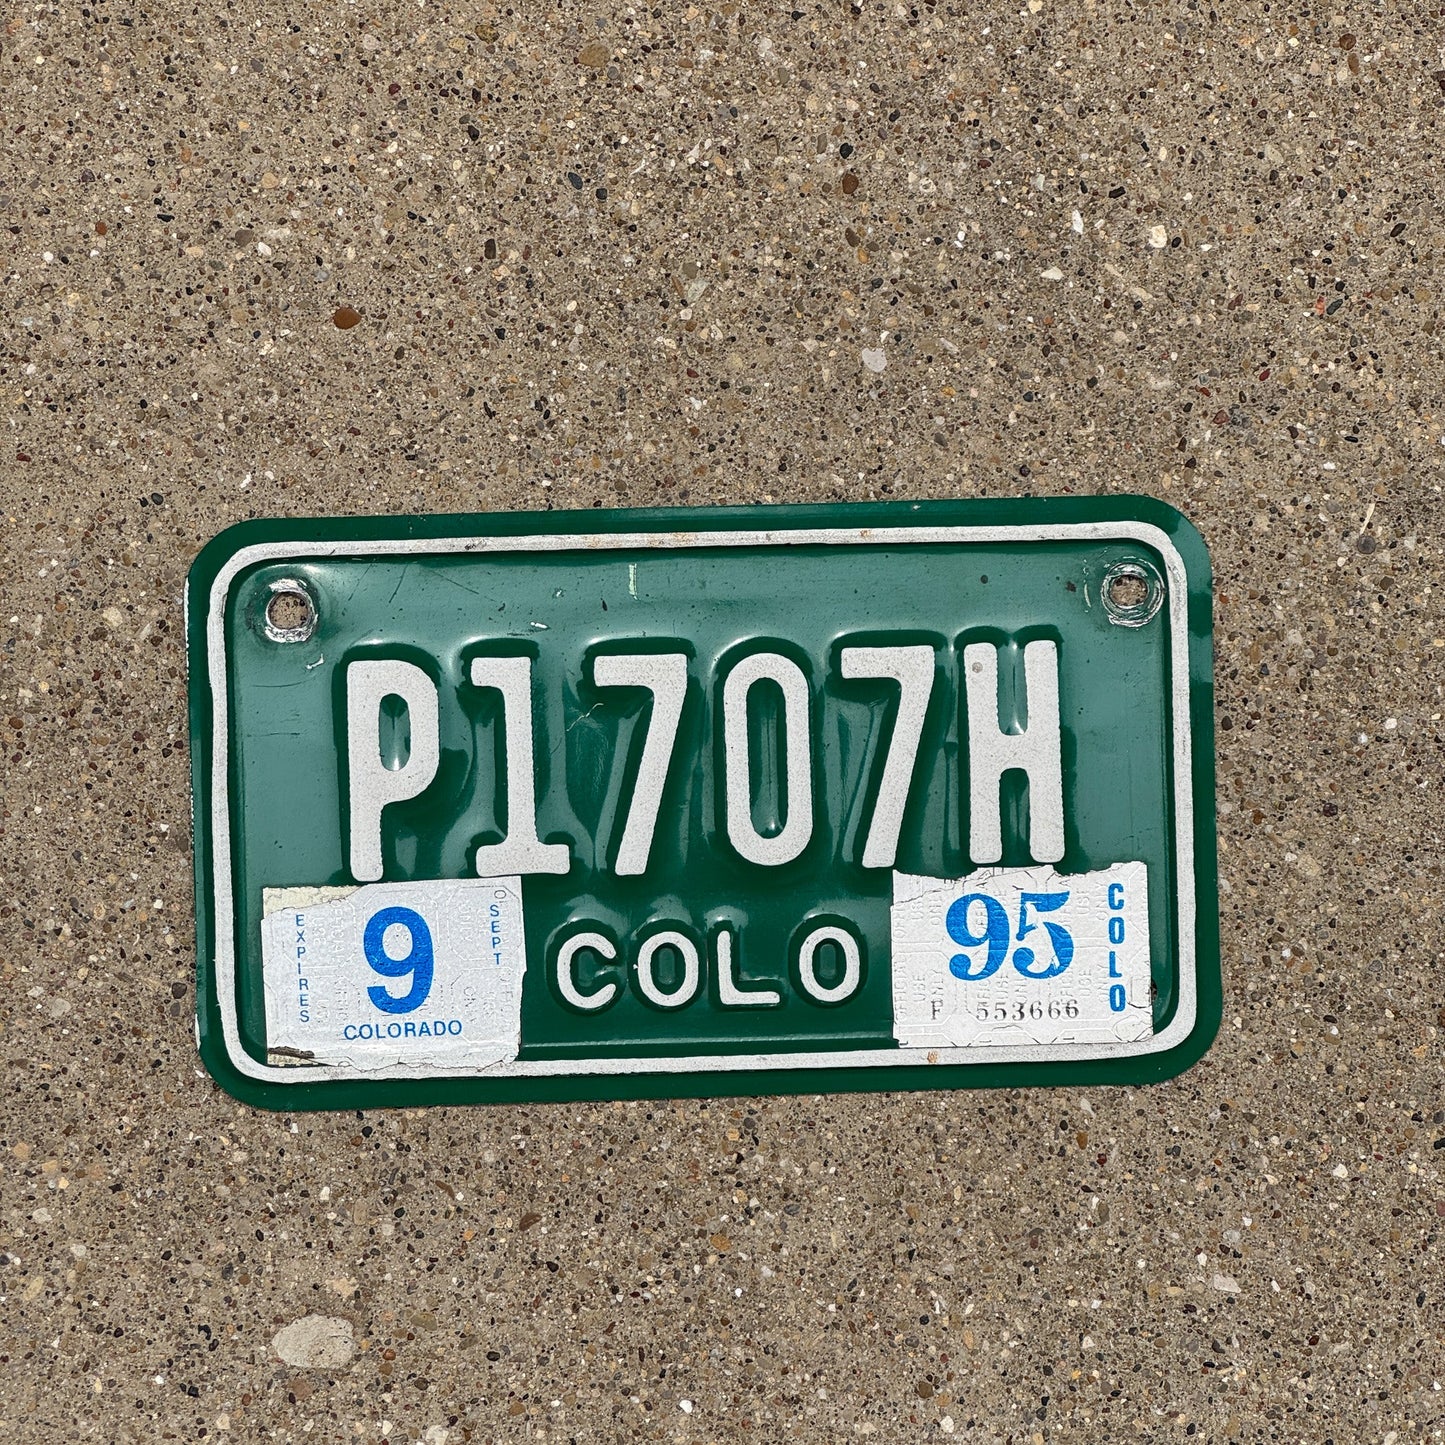 P1707H
EXPIRES
9
SEPT
COLORADO
COLO
95
COLO
F 553666